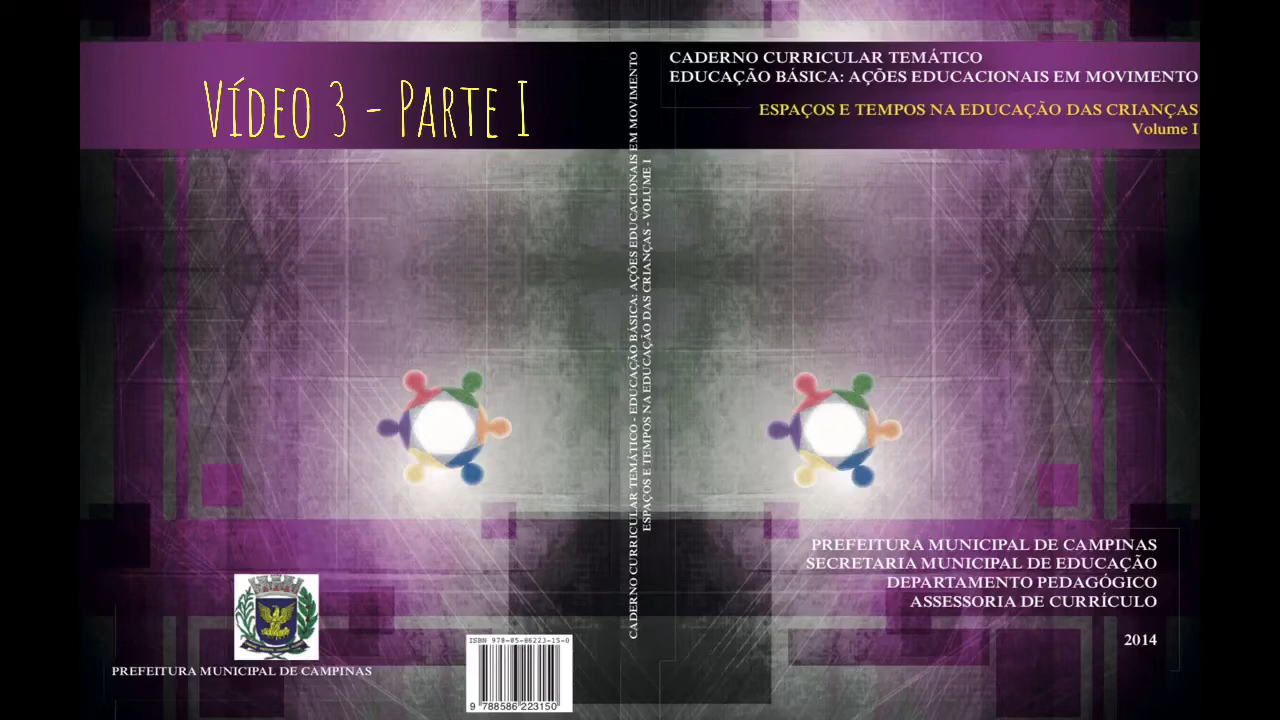 VÍDEO 3 - PARTE I
CADERNO CURRICULAR TEMÁTICO
EDUCAÇÃO BÁSICA: AÇÕES EDUCACIONAIS EM MOVIMENTO
ESPAÇOS E TEMPOS NA EDUCAÇÃO DAS CRIANÇAS
Volume I
CADERNO CURRICULAR TEMÁTICO - EDUCAÇÃO BÁSICA: AÇÕES EDUCACIONAIS EM MOVIMENTO
ESPAÇOS E TEMPOS NA EDUCAÇÃO DAS CRIANÇAS - VOLUME I
PREFEITURA MUNICIPAL DE CAMPINAS
SECRETARIA MUNICIPAL DE EDUCAÇÃO
DEPARTAMENTO PEDAGÓGICO
ASSESSORIA DE CURRÍCULO
2014
PREFEITURA MUNICIPAL DE CAMPINAS
ISBN 978-85-86223-15-0
9 788586 223150